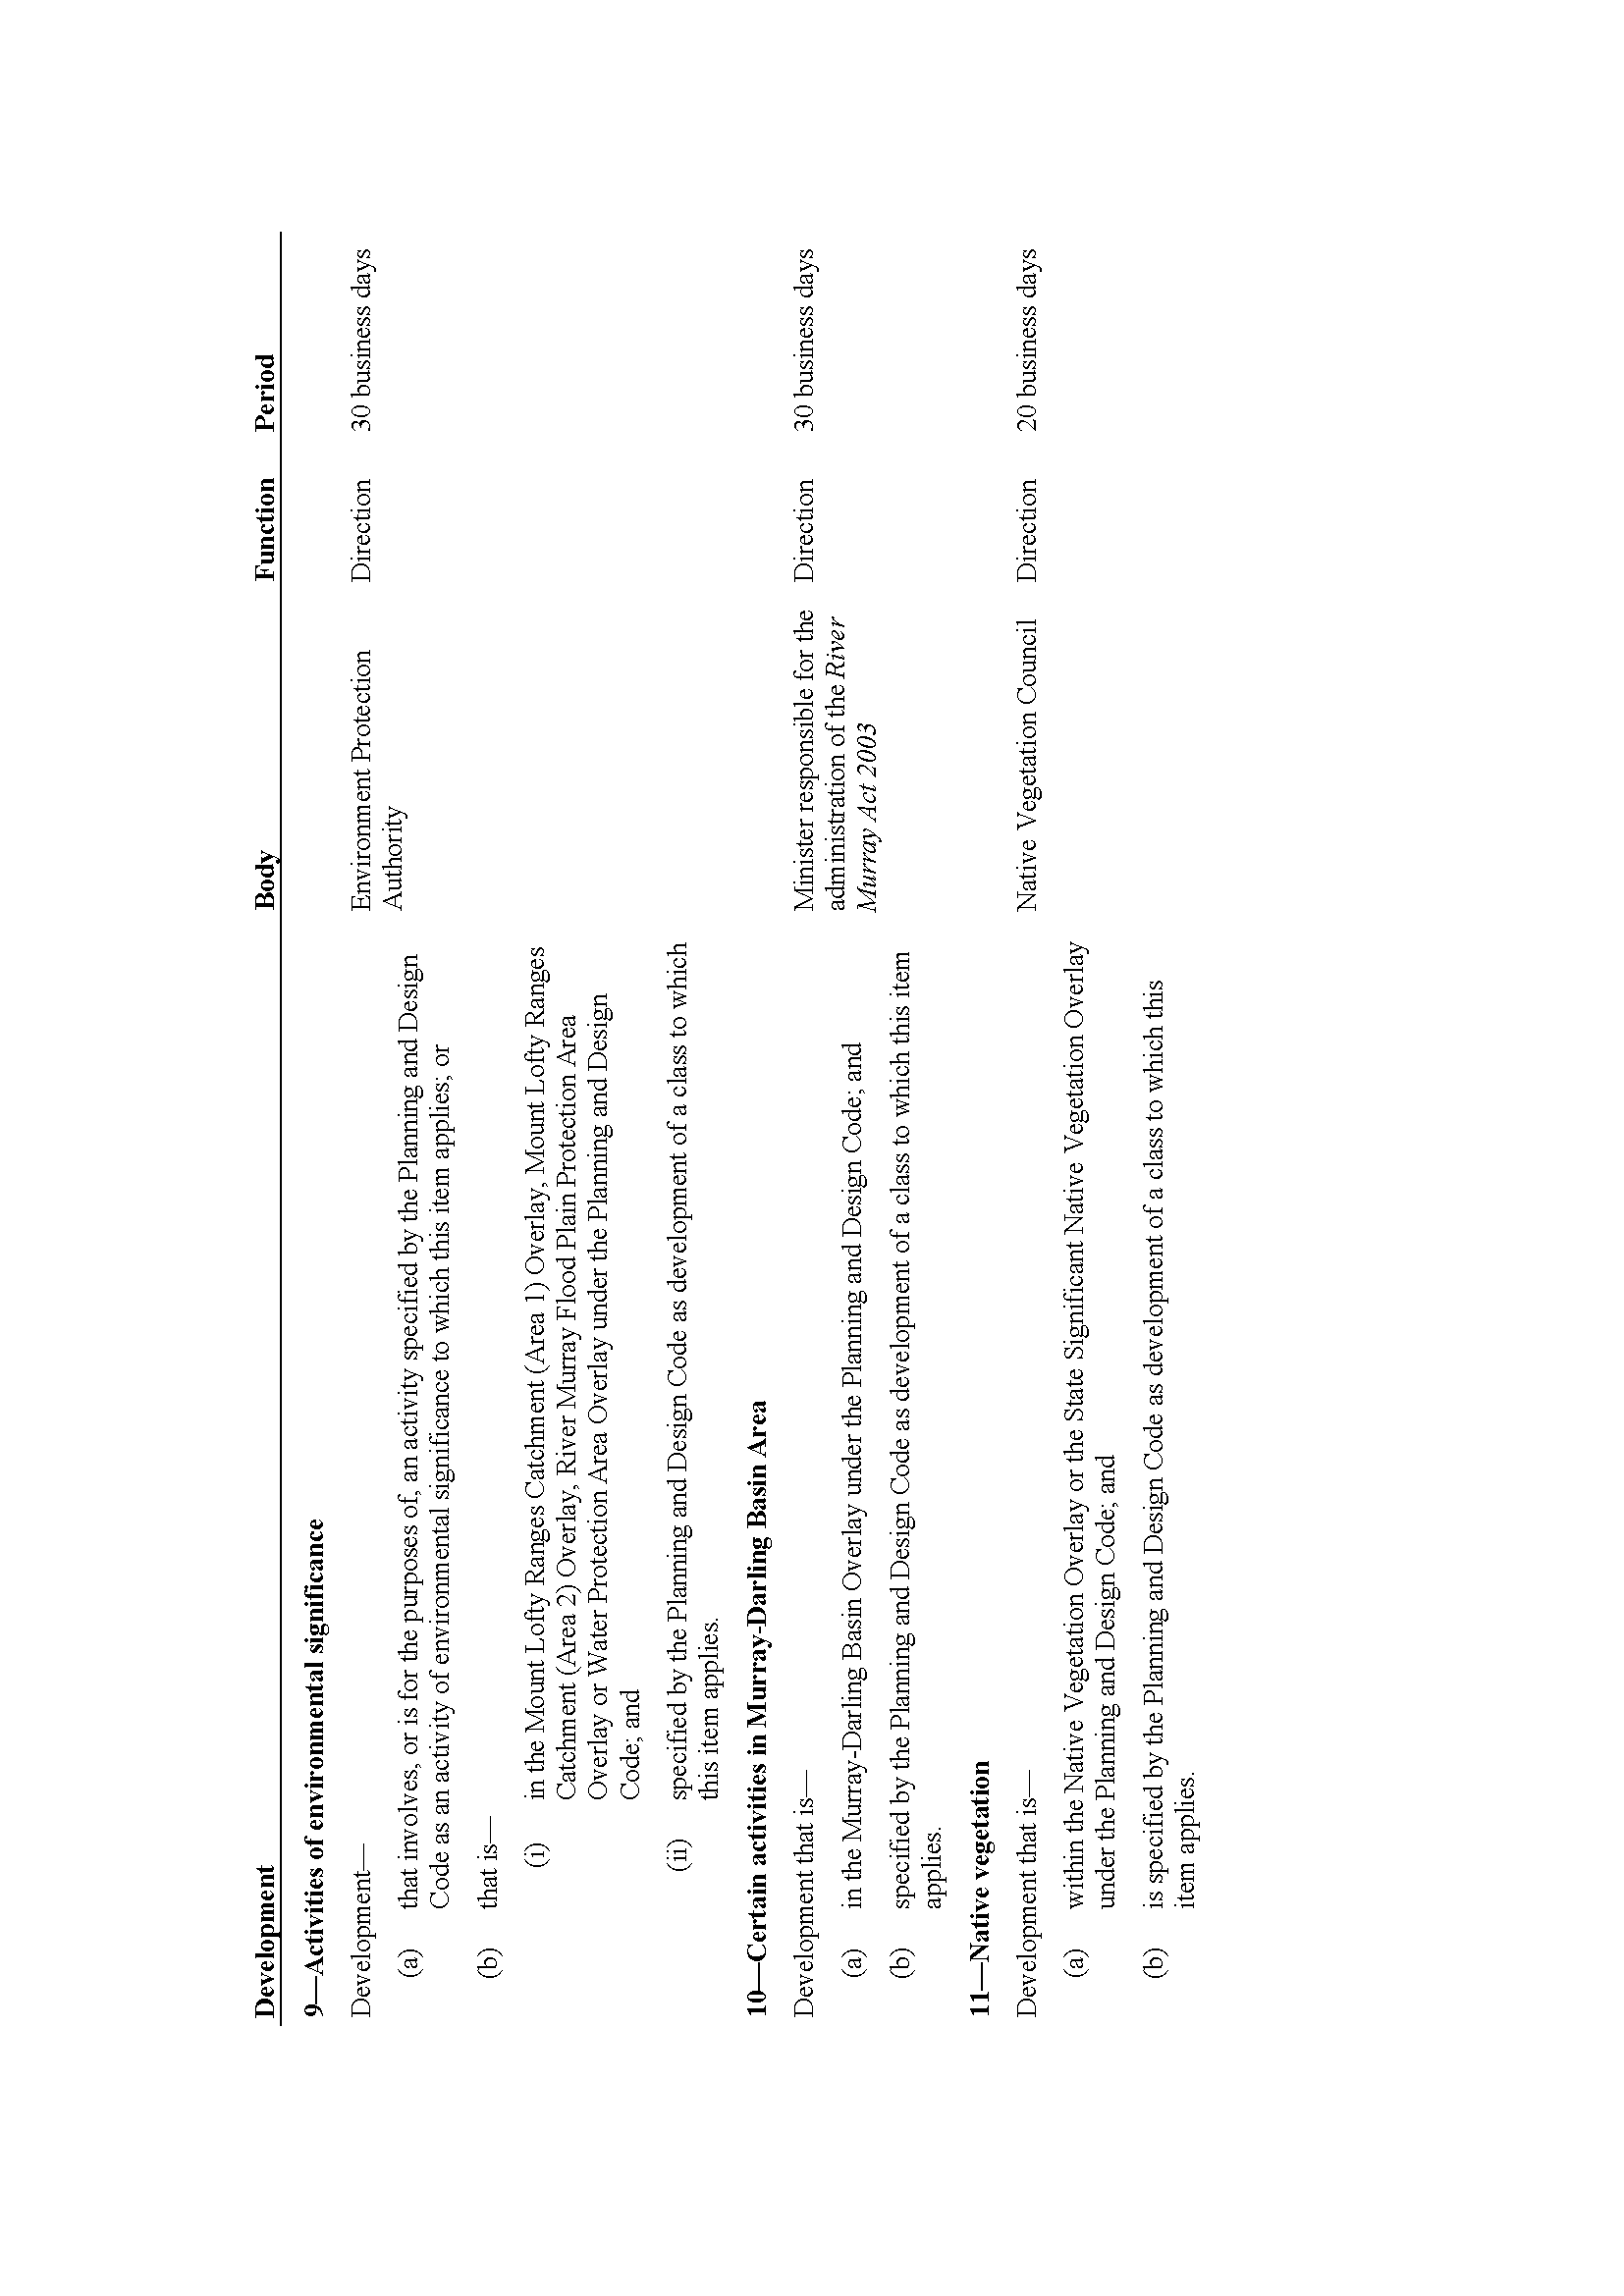 Development Body Function Period
9—Activities of environmental significance
Development— Environment Protection Direction 30 business days
Authority
(a) that involves, or is for the purposes of, an activity specified by the Planning and Design
Code as an activity of environmental significance to which this item applies; or
(b) that is—
(i) in the Mount Lofty Ranges Catchment (Area 1) Overlay, Mount Lofty Ranges
Catchment (Area 2) Overlay, River Murray Flood Plain Protection Area
Overlay or Water Protection Area Overlay under the Planning and Design
Code; and
(ii) specified by the Planning and Design Code as development of a class to which
this item applies.
10—Certain activities in Murray-Darling Basin Area
Development that is— Minister responsible for the Direction 30 business days
administration of the River
Murray Act 2003
(a) in the Murray-Darling Basin Overlay under the Planning and Design Code; and
(b) specified by the Planning and Design Code as development of a class to which this item
applies.
11—Native vegetation
Development that is— Native Vegetation Council Direction 20 business days
(a) within the Native Vegetation Overlay or the State Significant Native Vegetation Overlay
under the Planning and Design Code; and
(b) is specified by the Planning and Design Code as development of a class to which this
item applies.